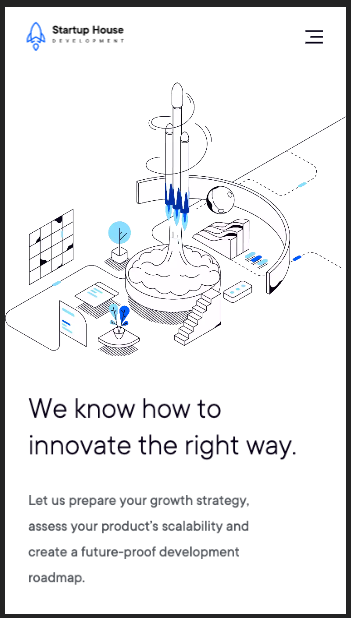 Startup House
DEVELOPMENT
We know how to
innovate the right way.
Let us prepare your growth strategy,
assess your product's scalability and
create a future-proof development
roadmap.